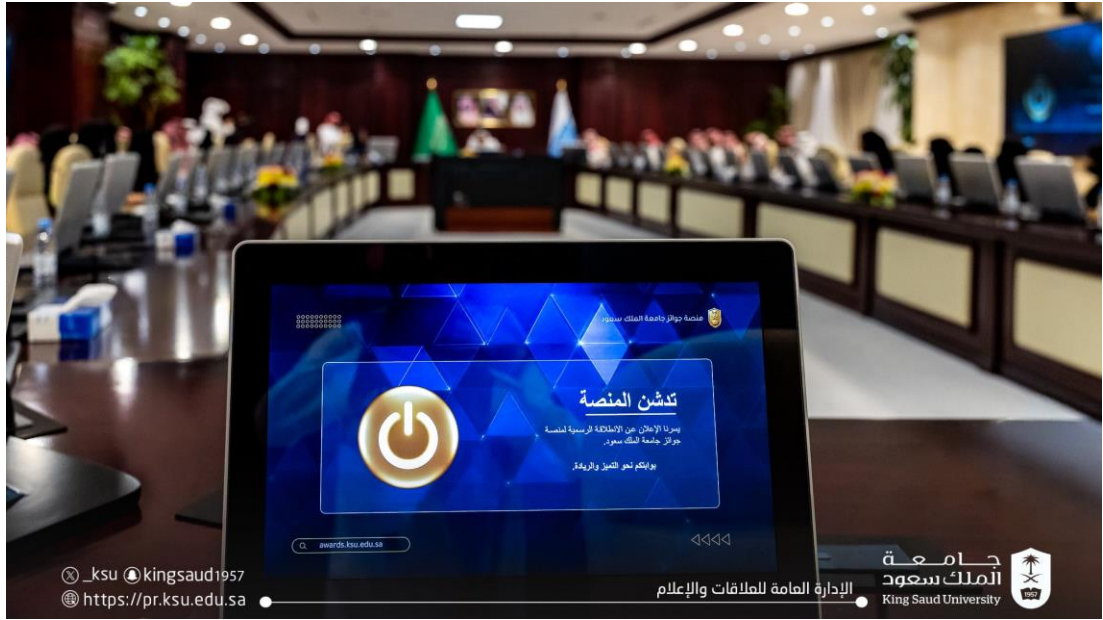 منصة جوائز جامعة الملك سعود
تدشن المنصة
يسرنا الإعلان عن الانطلاقة الرسمية لمنصة
جوائز جامعة الملك سعود.
بوابتكم نحو التميز والريادة.
awards.ksu.edu.sa
_ksu kingsaud1957
https://pr.ksu.edu.sa
الإدارة العامة للعلاقات والإعلام
جامعة
الملك سعود
King Saud University
1957